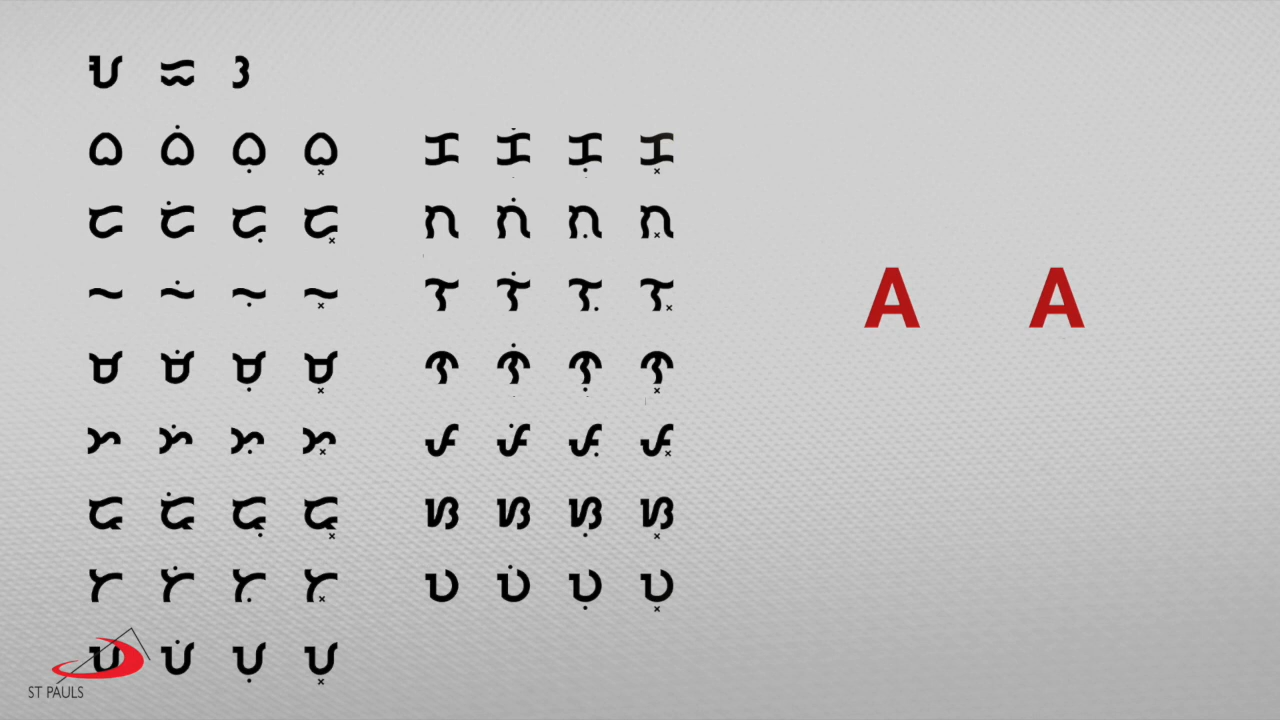 ᜀ ᜁ ᜂ
ᜊ ᜊᜒ ᜊᜓ ᜊ᜔ ᜃ ᜃᜒ ᜃᜓ ᜃ᜔
ᜇ ᜇᜒ ᜇᜓ ᜇ᜔ ᜄ ᜄᜒ ᜄᜓ ᜄ᜔
ᜑ ᜑᜒ ᜑᜓ ᜑ᜔ ᜎ ᜎᜒ ᜎᜓ ᜎ᜔ A A
ᜋ ᜋᜒ ᜋᜓ ᜋ᜔ ᜈ ᜈᜒ ᜈᜓ ᜈ᜔
ᜅ ᜅᜒ ᜅᜓ ᜅ᜔ ᜉ ᜉᜒ ᜉᜓ ᜉ᜔
ᜍ ᜍᜒ ᜍᜓ ᜍ᜔ ᜐ ᜐ ᜐᜓ ᜐ᜔
ᜆ ᜆᜒ ᜆᜓ ᜆ᜔ ᜏ ᜏᜒ ᜏᜓ ᜏ᜔
ᜌ ᜌᜒ ᜌᜓ ᜌ᜔
ST PAULS